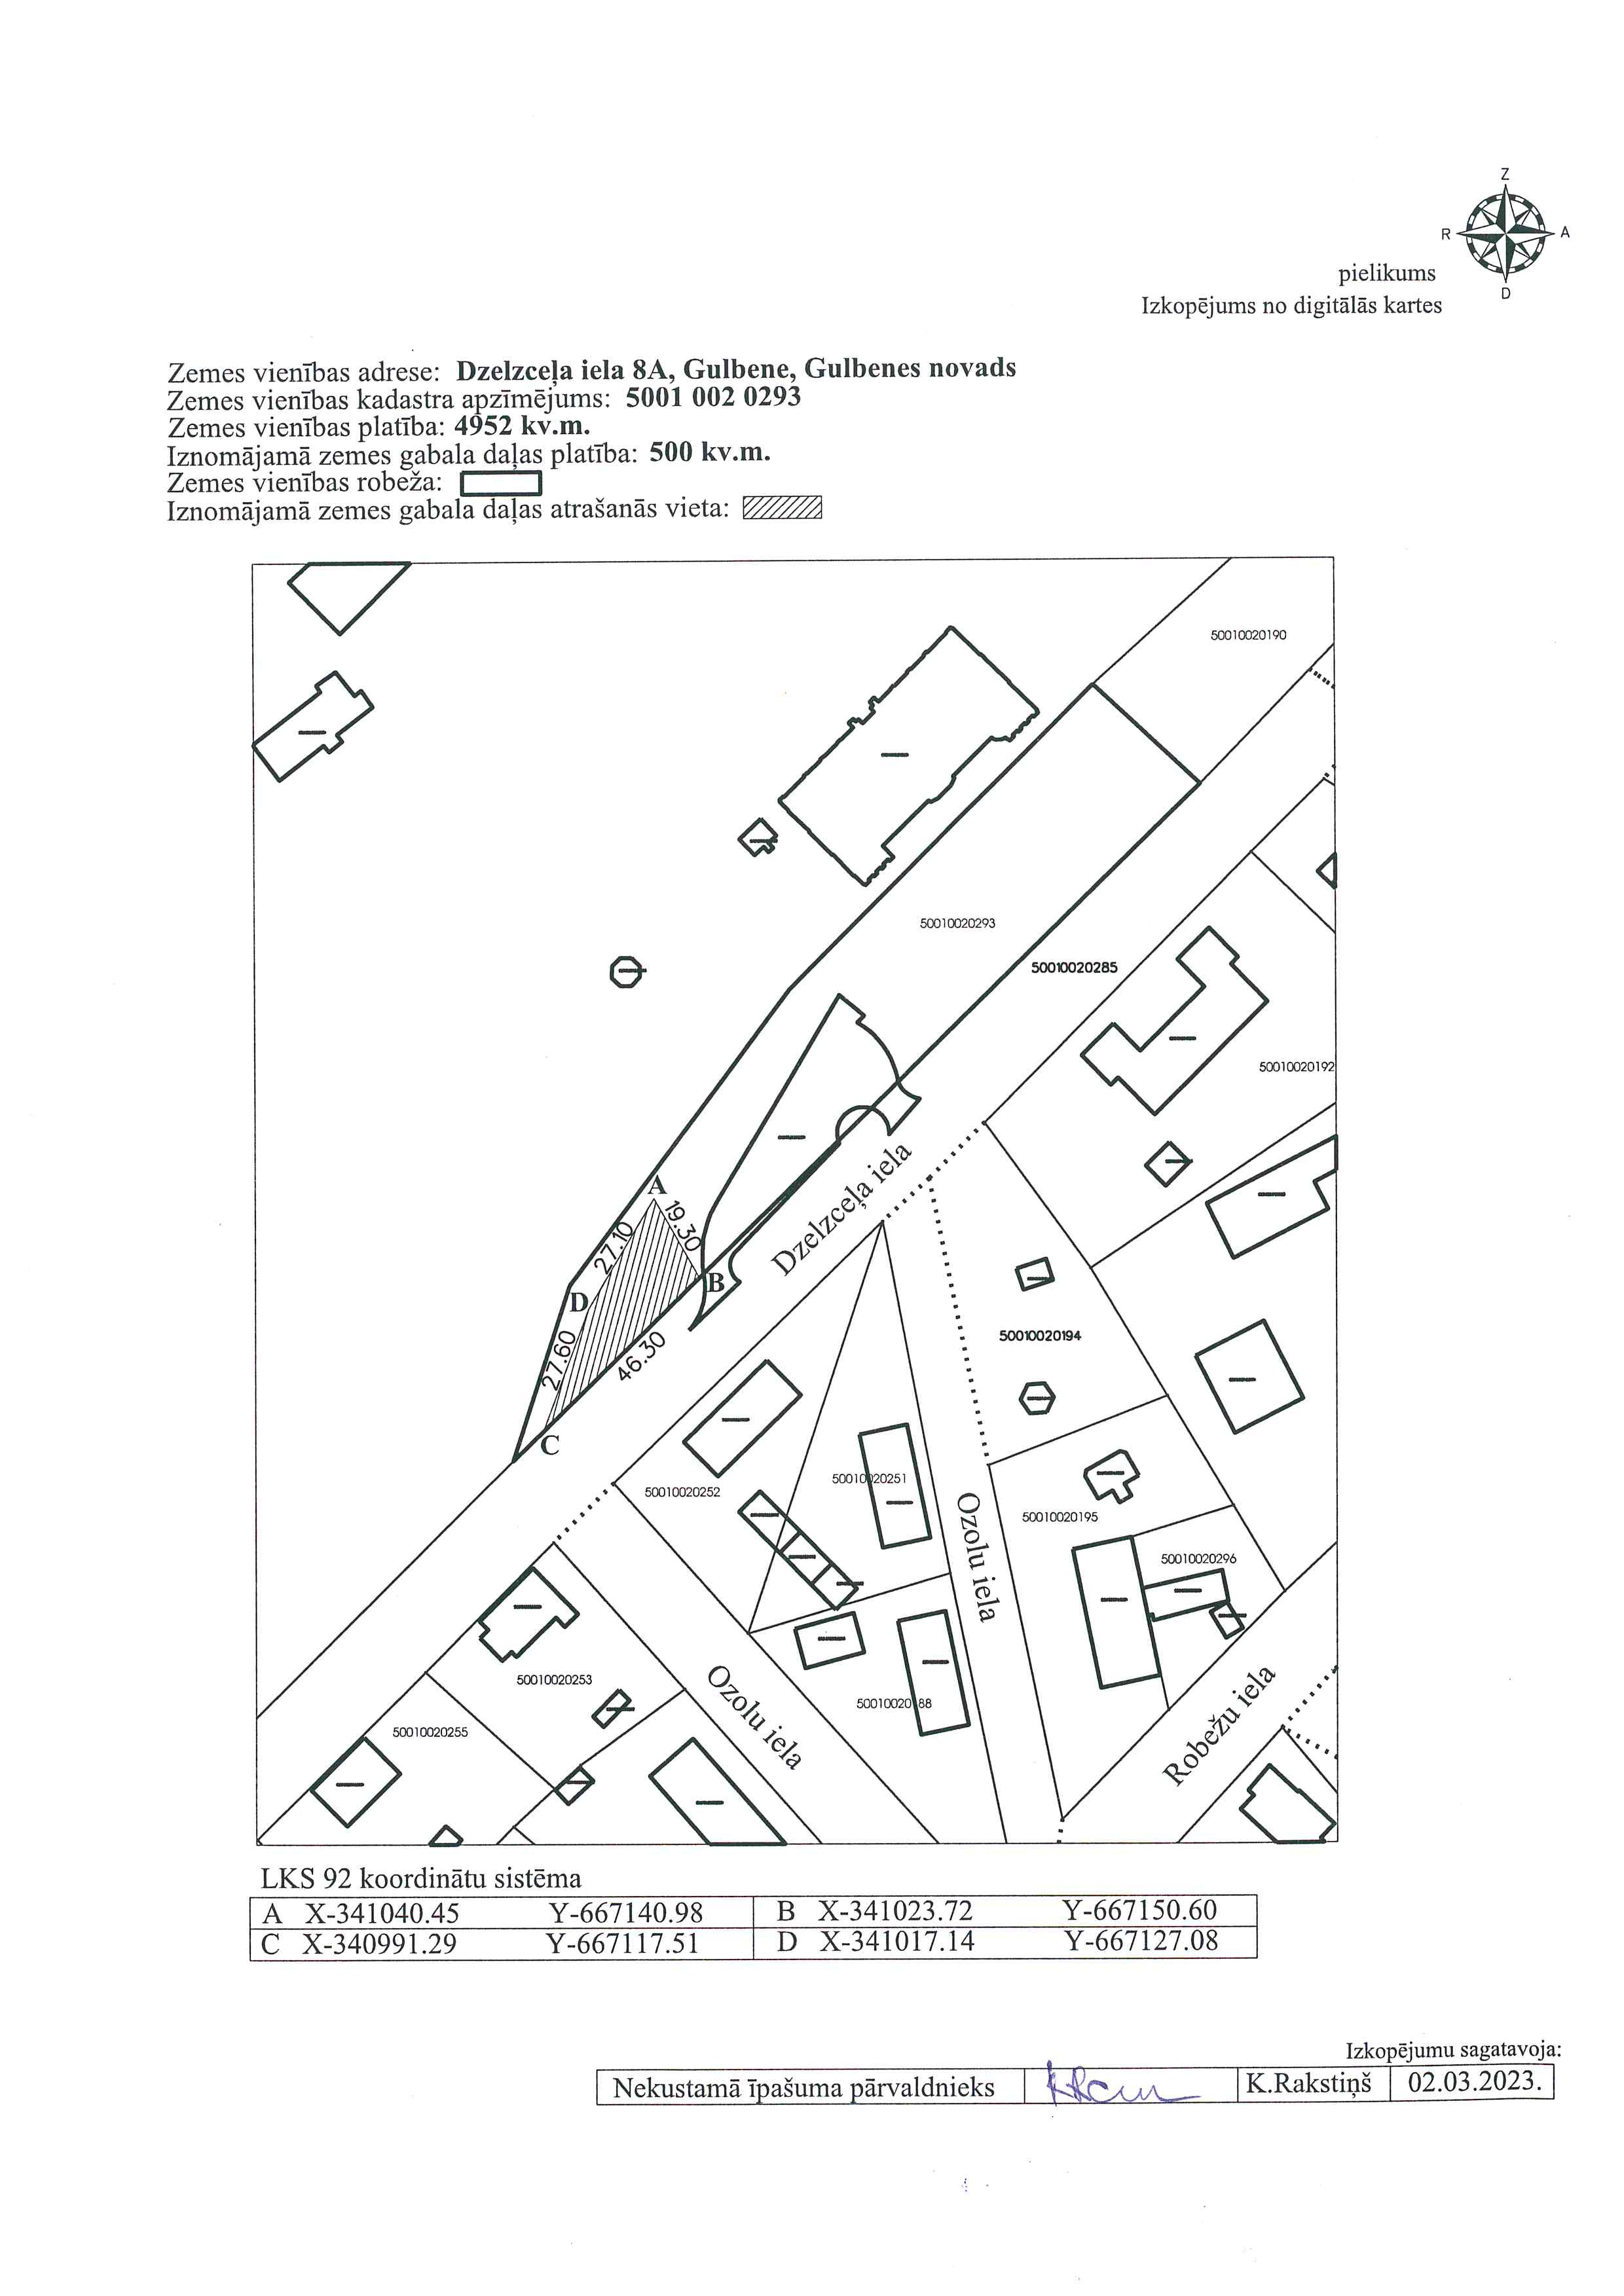 Z
R
A
D
pielikums
Izkopējums no digitālās kartes
Zemes vienības adrese: Dzelzceļa iela 8A, Gulbene, Gulbenes novads
Zemes vienības kadastra apzīmējums: 5001 002 0293
Zemes vienības platība: 4952 kv.m.
Iznomājamā zemes gabala daļas platība: 500 kv.m.
Zemes vienības robeža:
Iznomājamā zemes gabala daļas atrašanās vieta:
50010020190
50010020293
50010020285
50010020192
Dzelzceļa iela
A
19.30
27.10
B
D
27.60
46.30
C
50010020194
50010020252
50010020251
Ozolu iela
50010020195
50010020296
50010020253
Ozolu iela
50010020188
Robežu iela
50010020255
LKS 92 koordinātu sistēma
A X-341040.45 Y-667140.98 B X-341023.72 Y-667150.60
C X-340991.29 Y-667117.51 D X-341017.14 Y-667127.08
Izkopējumu sagatavoja:
Nekustamā īpašuma pārvaldnieks K.Rakstiņš 02.03.2023.